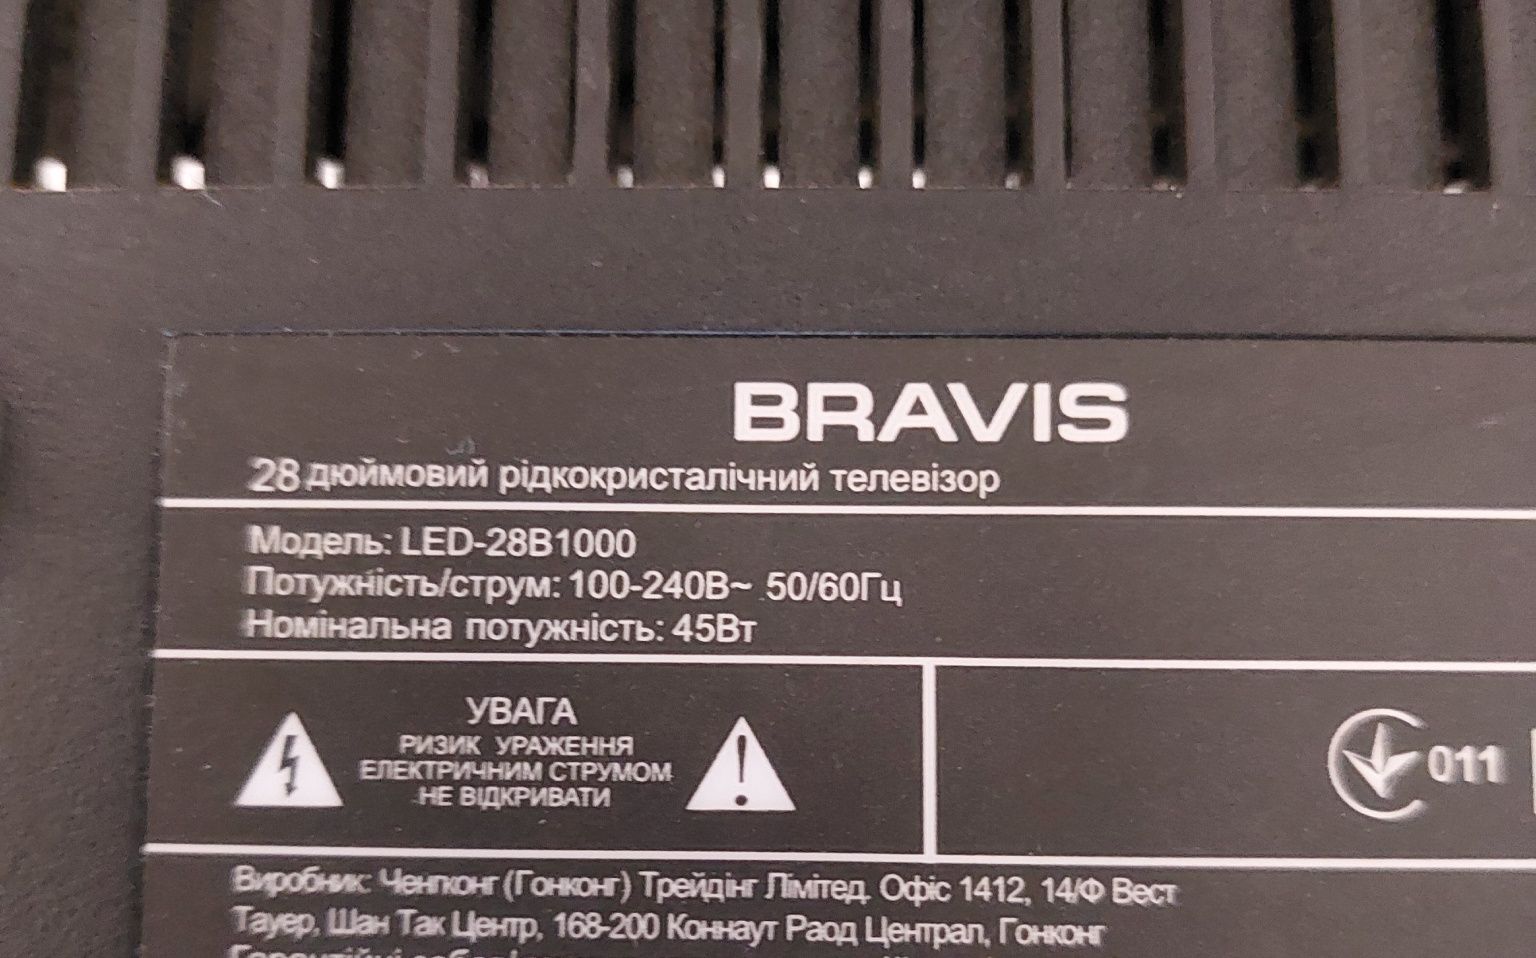 BRAVIS
28 дюймовий рідкокристалічний телевізор
Модель: LED-28B1000
Потужність/струм: 100-240В~ 50/60Гц
Номінальна потужність: 45Вт
УВАГА
РИЗИК УРАЖЕННЯ
ЕЛЕКТРИЧНИМ СТРУМОМ
НЕ ВІДКРИВАТИ
011
Виробник: Ченгконг (Гонконг) Трейдінг Лімітед. Офіс 1412, 14/Ф Вест
Тауер, Шан Так Центр, 168-200 Коннаут Раод Централ, Гонконг